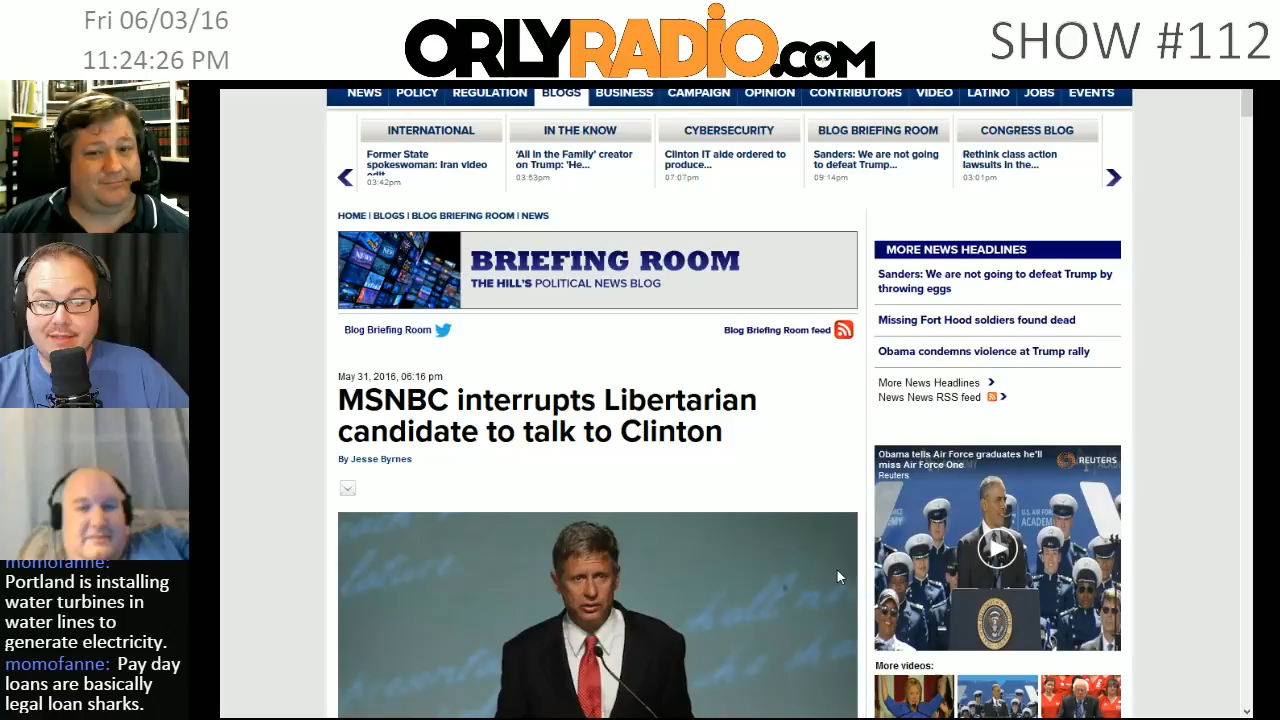 Fri 06/03/16
11:24:26 PM
ORLYRADIO.COM
SHOW #112
NEWS POLICY REGULATION BLOGS BUSINESS CAMPAIGN OPINION CONTRIBUTORS VIDEO LATINO JOBS EVENTS
INTERNATIONAL
Former State
spokeswoman: Iran video
edit...
03:42pm
IN THE KNOW
'All in the Family' creator
on Trump: 'He...
03:53pm
CYBERSECURITY
Clinton IT aide ordered to
produce...
07:07pm
BLOG BRIEFING ROOM
Sanders: We are not going
to defeat Trump...
09:14pm
CONGRESS BLOG
Rethink class action
lawsuits in the...
03:01pm
HOME | BLOGS | BLOG BRIEFING ROOM | NEWS
NEWS
BRIEFING ROOM
THE HILL'S POLITICAL NEWS BLOG
Blog Briefing Room
Blog Briefing Room feed
May 31, 2016, 06:16 pm
MSNBC interrupts Libertarian
candidate to talk to Clinton
By Jesse Byrnes
MORE NEWS HEADLINES
Sanders: We are not going to defeat Trump by
throwing eggs
Missing Fort Hood soldiers found dead
Obama condemns violence at Trump rally
More News Headlines
News News RSS feed
Obama tells Air Force graduates he'll
miss Air Force One
Reuters
REUTERS
U.S. AIR FORCE
ACADEMY
More videos:
momofanne:
Portland is installing
water turbines in
water lines to
generate electricity.
momofanne: Pay day
loans are basically
legal loan sharks.